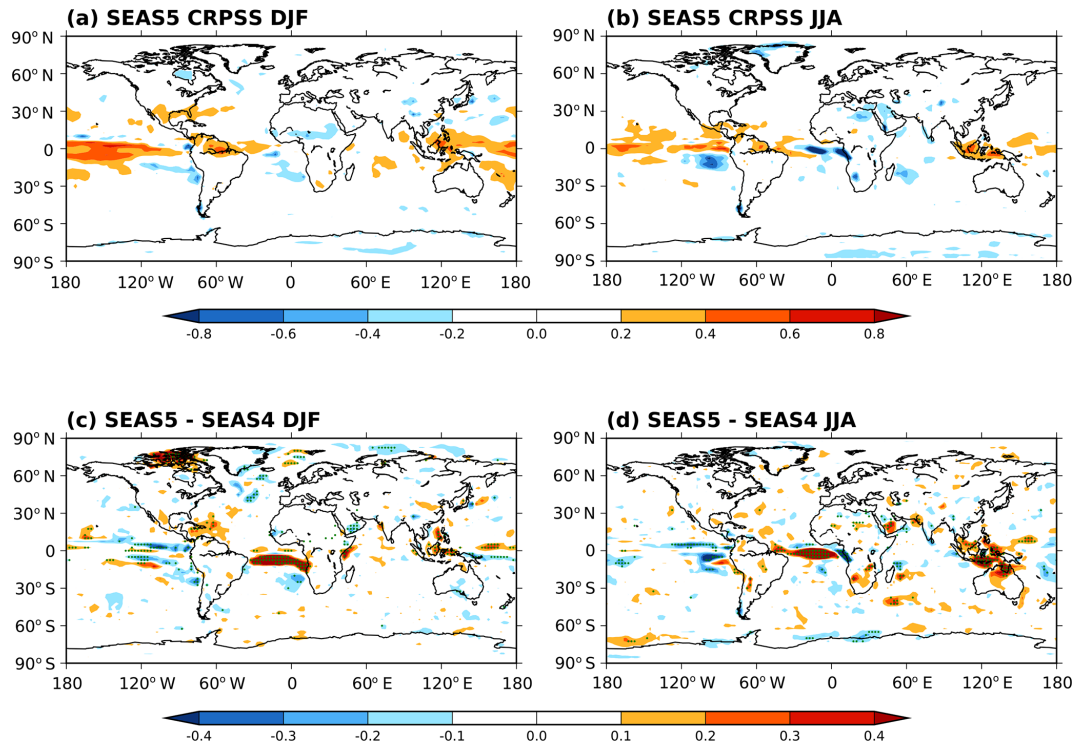 (a) SEAS5 CRPSS DJF
(b) SEAS5 CRPSS JJA
90° N
60° N
30° N
0
30° S
60° S
90° S
180
120° W
60° W
0
60° E
120° E
180
90° N
60° N
30° N
0
30° S
60° S
90° S
180
120° W
60° W
0
60° E
120° E
180
-0.8 -0.6 -0.4 -0.2 0.0 0.2 0.4 0.6 0.8
(c) SEAS5 - SEAS4 DJF
(d) SEAS5 - SEAS4 JJA
90° N
60° N
30° N
0
30° S
60° S
90° S
180
120° W
60° W
0
60° E
120° E
180
90° N
60° N
30° N
0
30° S
60° S
90° S
180
120° W
60° W
0
60° E
120° E
180
-0.4 -0.3 -0.2 -0.1 0.0 0.1 0.2 0.3 0.4